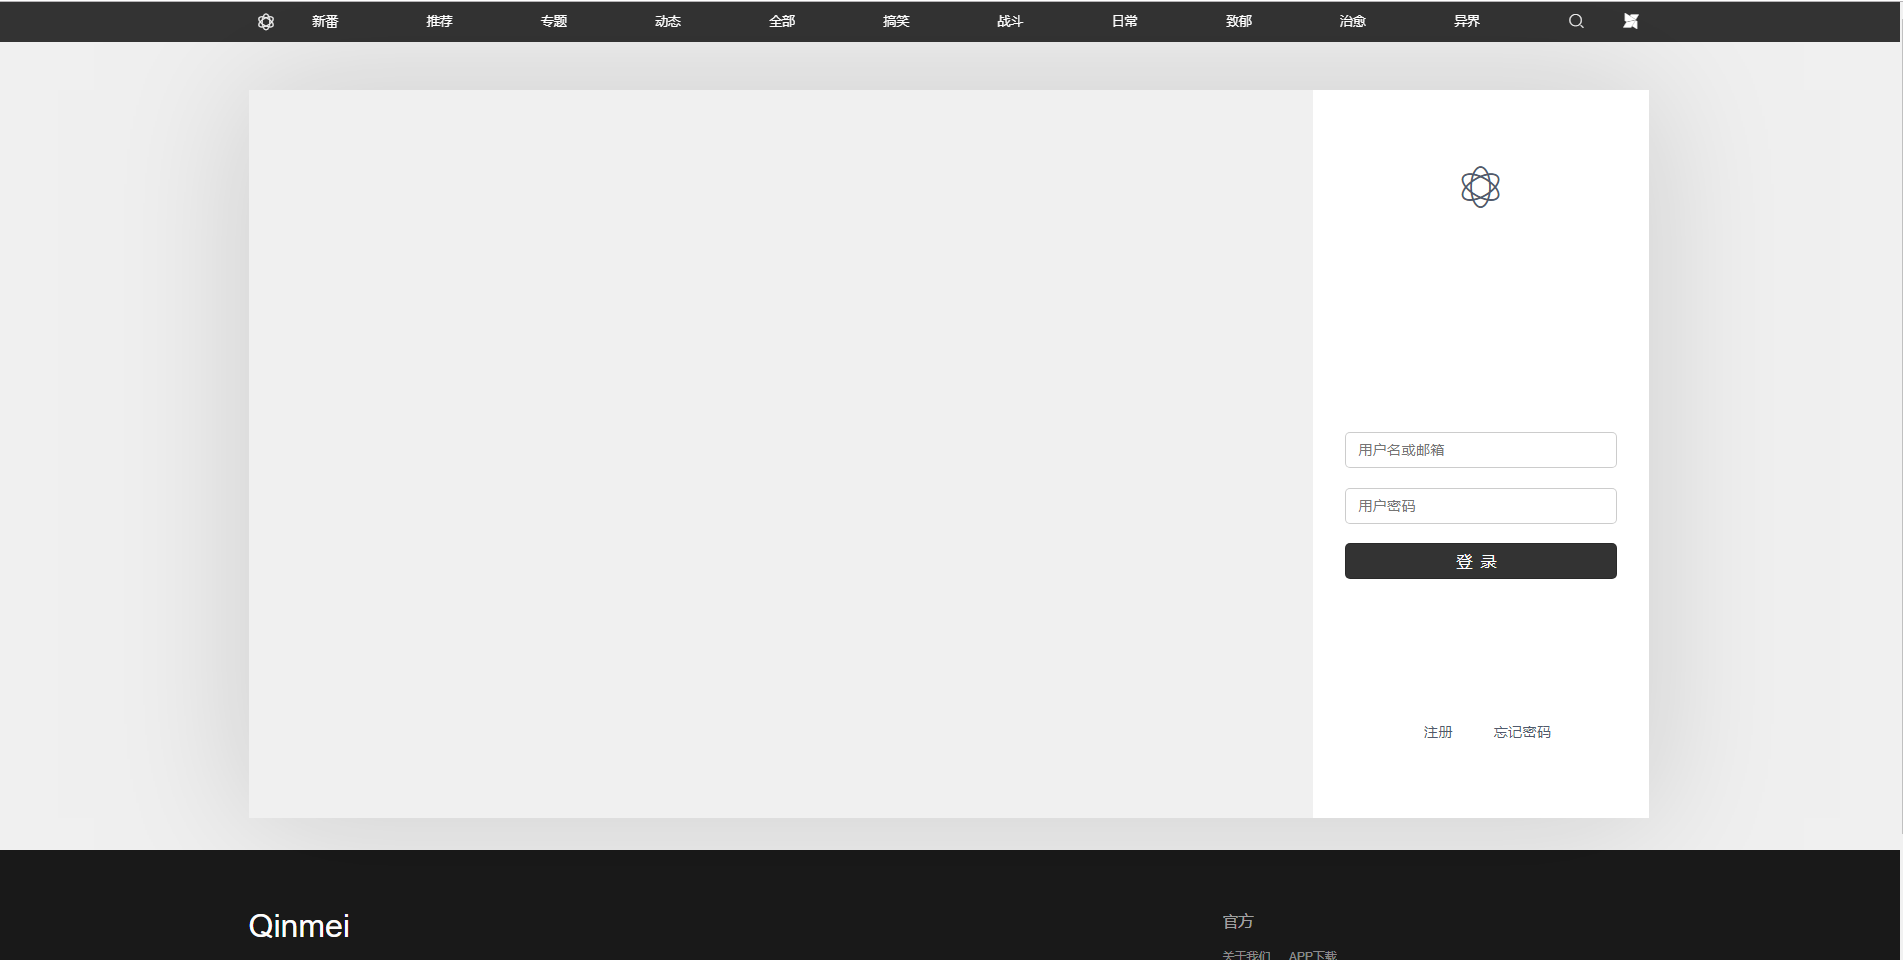 新番 推荐 专题 动态 全部 搞笑 战斗 日常 致郁 治愈 异界
用户名或邮箱
用户密码
登 录
注册 忘记密码
Qinmei
官方
关于我们 APP下载